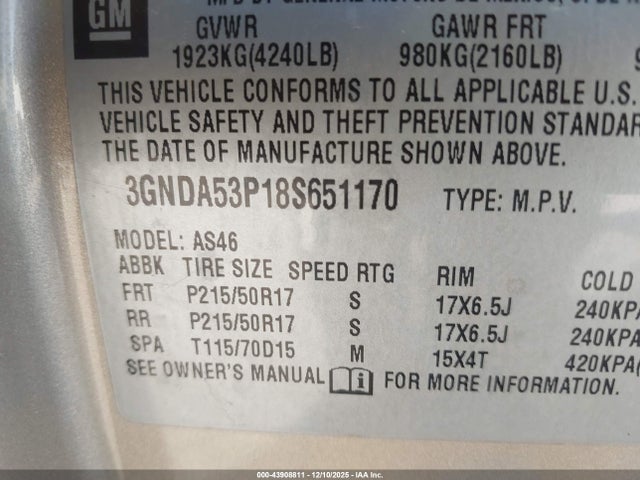 GM
GVWR GAWR FRT
1923KG(4240LB) 980KG(2160LB)
THIS VEHICLE CONFORMS TO ALL APPLICABLE U.S.
VEHICLE SAFETY AND THEFT PREVENTION STANDAR
THE DATE OF MANUFACTURE SHOWN ABOVE.
3GNDA53P18S651170 TYPE: M.P.V.
MODEL: AS46
ABBK TIRE SIZE SPEED RTG RIM COLD
FRT P215/50R17 S 17X6.5J 240KPA
RR P215/50R17 S 17X6.5J 240KPA
SPA T115/70D15 M 15X4T 420KPA(
SEE OWNER'S MANUAL i FOR MORE INFORMATION.
000-43908811 - 12/10/2025 - IAA Inc.